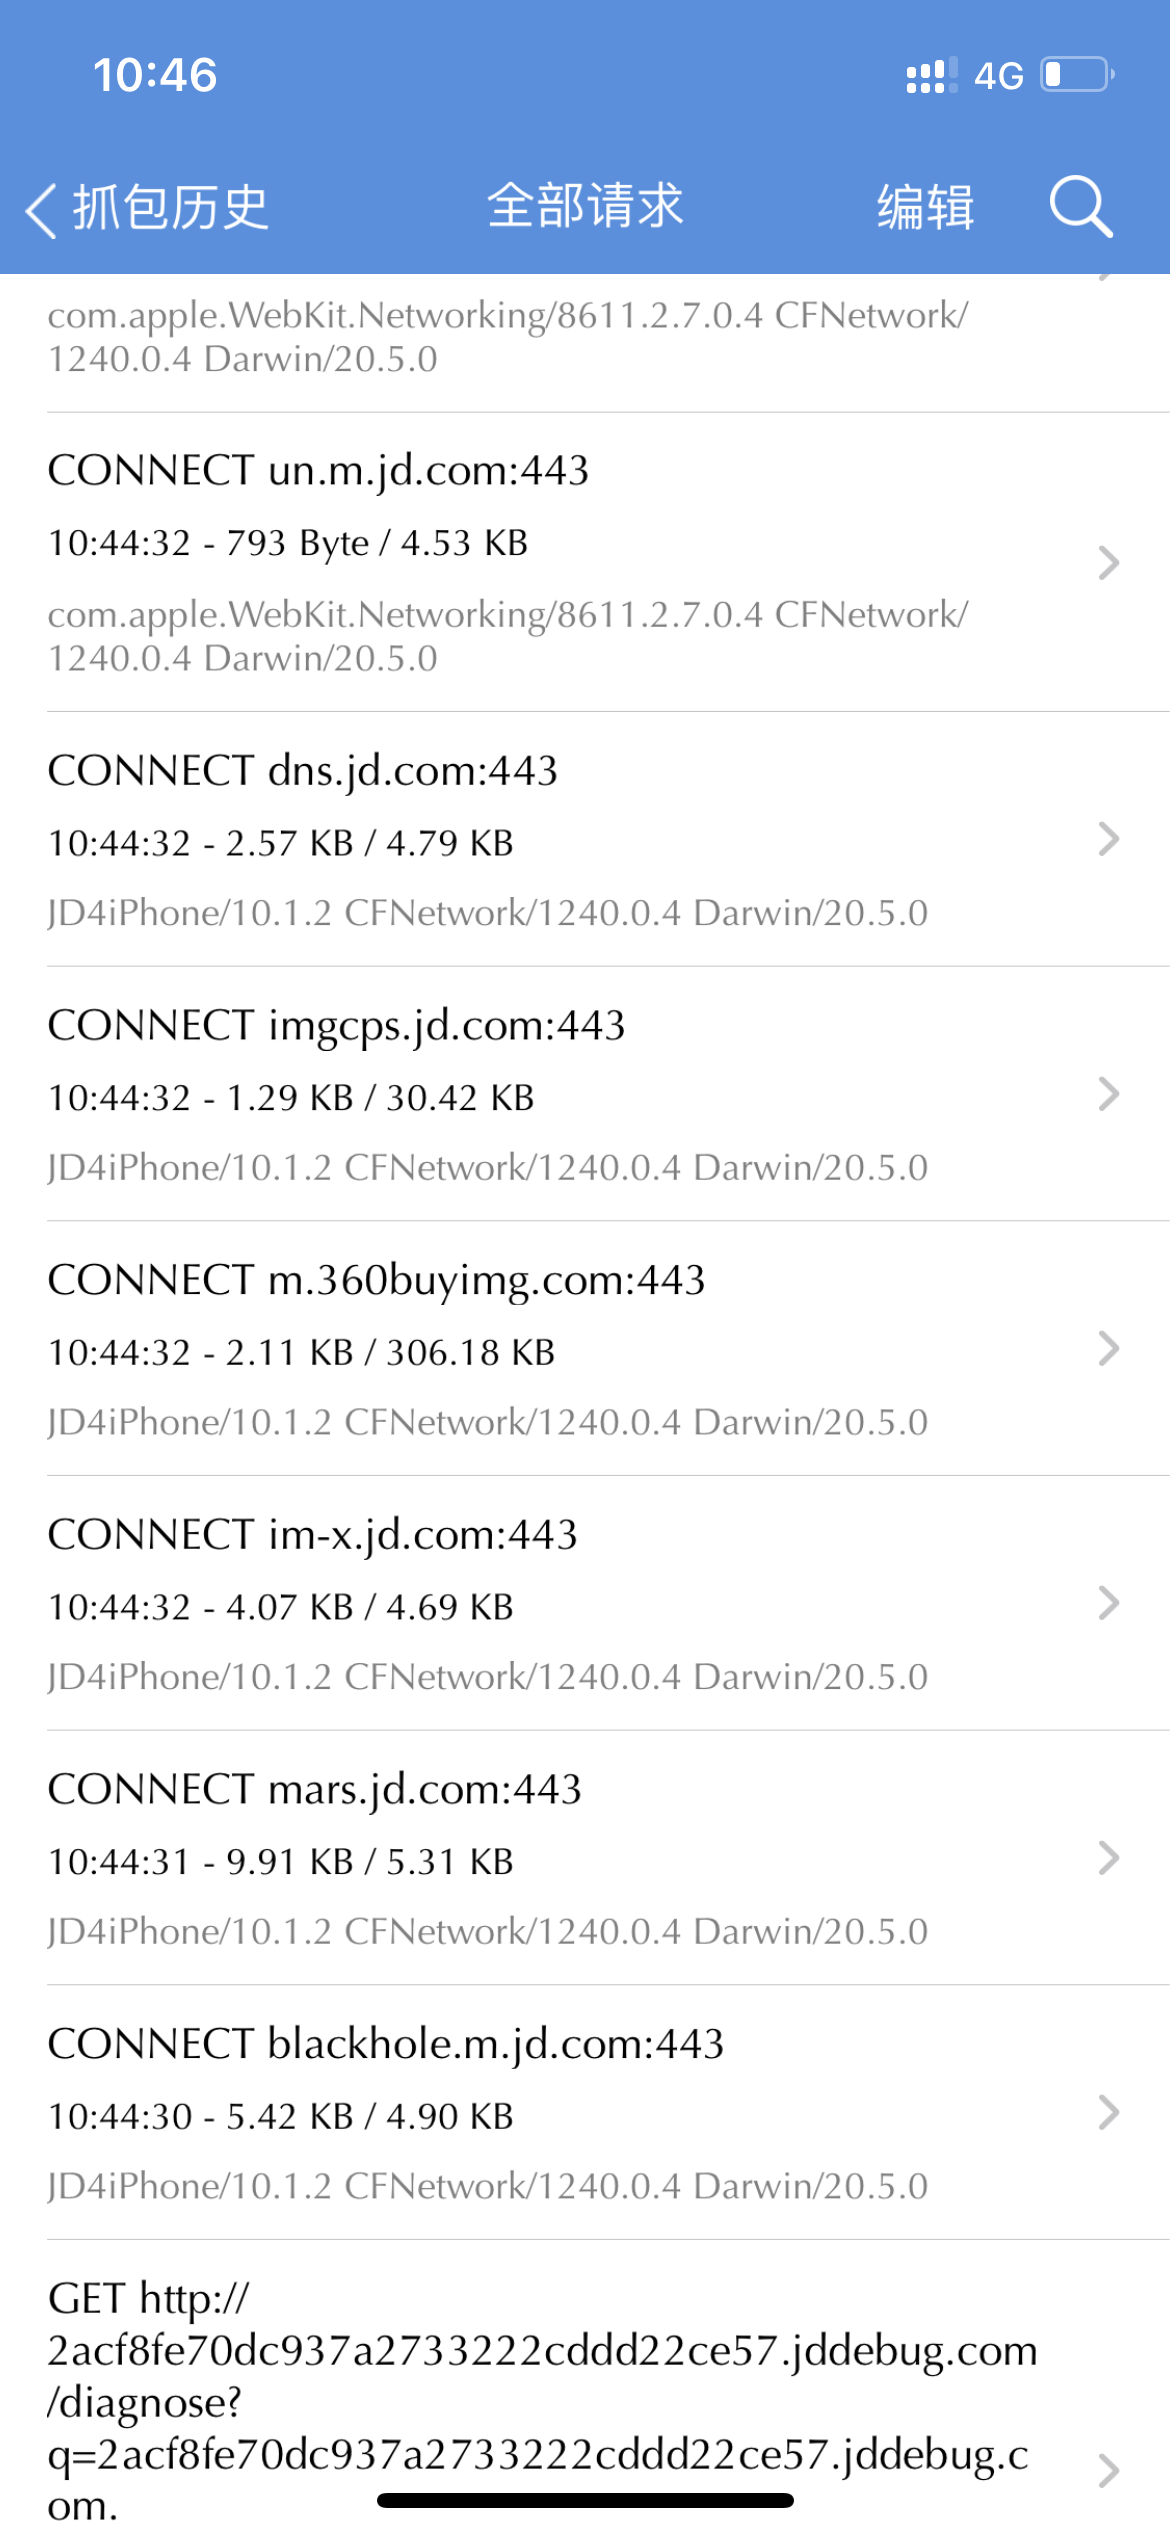 10:46
4G
抓包历史
全部请求
编辑
com.apple.WebKit.Networking/8611.2.7.0.4 CFNetwork/
1240.0.4 Darwin/20.5.0
CONNECT un.m.jd.com:443
10:44:32 - 793 Byte / 4.53 KB
com.apple.WebKit.Networking/8611.2.7.0.4 CFNetwork/
1240.0.4 Darwin/20.5.0
CONNECT dns.jd.com:443
10:44:32 - 2.57 KB / 4.79 KB
JD4iPhone/10.1.2 CFNetwork/1240.0.4 Darwin/20.5.0
CONNECT imgcps.jd.com:443
10:44:32 - 1.29 KB / 30.42 KB
JD4iPhone/10.1.2 CFNetwork/1240.0.4 Darwin/20.5.0
CONNECT m.360buyimg.com:443
10:44:32 - 2.11 KB / 306.18 KB
JD4iPhone/10.1.2 CFNetwork/1240.0.4 Darwin/20.5.0
CONNECT im-x.jd.com:443
10:44:32 - 4.07 KB / 4.69 KB
JD4iPhone/10.1.2 CFNetwork/1240.0.4 Darwin/20.5.0
CONNECT mars.jd.com:443
10:44:31 - 9.91 KB / 5.31 KB
JD4iPhone/10.1.2 CFNetwork/1240.0.4 Darwin/20.5.0
CONNECT blackhole.m.jd.com:443
10:44:30 - 5.42 KB / 4.90 KB
JD4iPhone/10.1.2 CFNetwork/1240.0.4 Darwin/20.5.0
GET http://
2acf8fe70dc937a2733222cddd22ce57.jddebug.com
/diagnose?
q=2acf8fe70dc937a2733222cddd22ce57.jddebug.c
om.